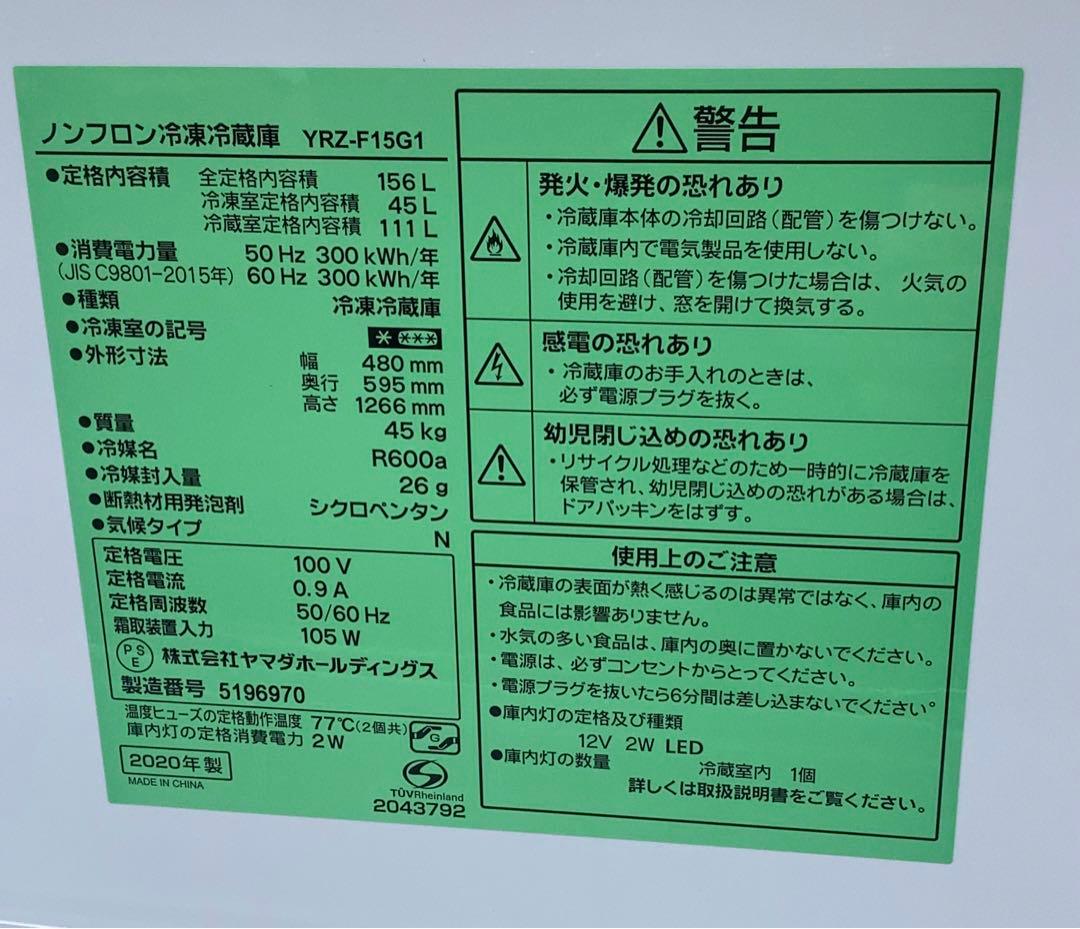 ノンフロン冷凍冷蔵庫 YRZ-F15G1
●定格内容積 全定格内容積 156 L
冷凍室定格内容積 45 L
冷蔵室定格内容積 111 L
●消費電力量 50 Hz 300 kWh/年
(JIS C9801-2015年) 60 Hz 300 kWh/年
●種類 冷凍冷蔵庫
●冷凍室の記号 * ***
●外形寸法 幅 480 mm
奥行 595 mm
高さ 1266 mm
●質量 45 kg
●冷媒名 R600a
●冷媒封入量 26 g
●断熱材用発泡剤 シクロペンタン
●気候タイプ N
定格電圧 100 V
定格電流 0.9 A
定格周波数 50/60 Hz
霜取装置入力 105 W
PSE 株式会社ヤマダホールディングス
製造番号 5196970
温度ヒューズの定格動作温度 77℃(2個共)
庫内灯の定格消費電力 2W
G
2020年製
MADE IN CHINA
TÜVRheinland
2043792
警告
発火・爆発の恐れあり
・冷蔵庫本体の冷却回路(配管)を傷つけない。
・冷蔵庫内で電気製品を使用しない。
・冷却回路(配管)を傷つけた場合は、 火気の
使用を避け、窓を開けて換気する。
感電の恐れあり
・冷蔵庫のお手入れのときは、
必ず電源プラグを抜く。
幼児閉じ込めの恐れあり
・リサイクル処理などのため一時的に冷蔵庫を
保管され、幼児閉じ込めの恐れがある場合は、
ドアパッキンをはずす。
使用上のご注意
・冷蔵庫の表面が熱く感じるのは異常ではなく、庫内の
食品には影響ありません。
・水気の多い食品は、庫内の奥に置かないでください。
・電源は、必ずコンセントからとってください。
・電源プラグを抜いたら6分間は差し込まないでください。
●庫内灯の定格及び種類
12V 2W LED
●庫内灯の数量 冷蔵室内 1個
詳しくは取扱説明書をご覧ください。